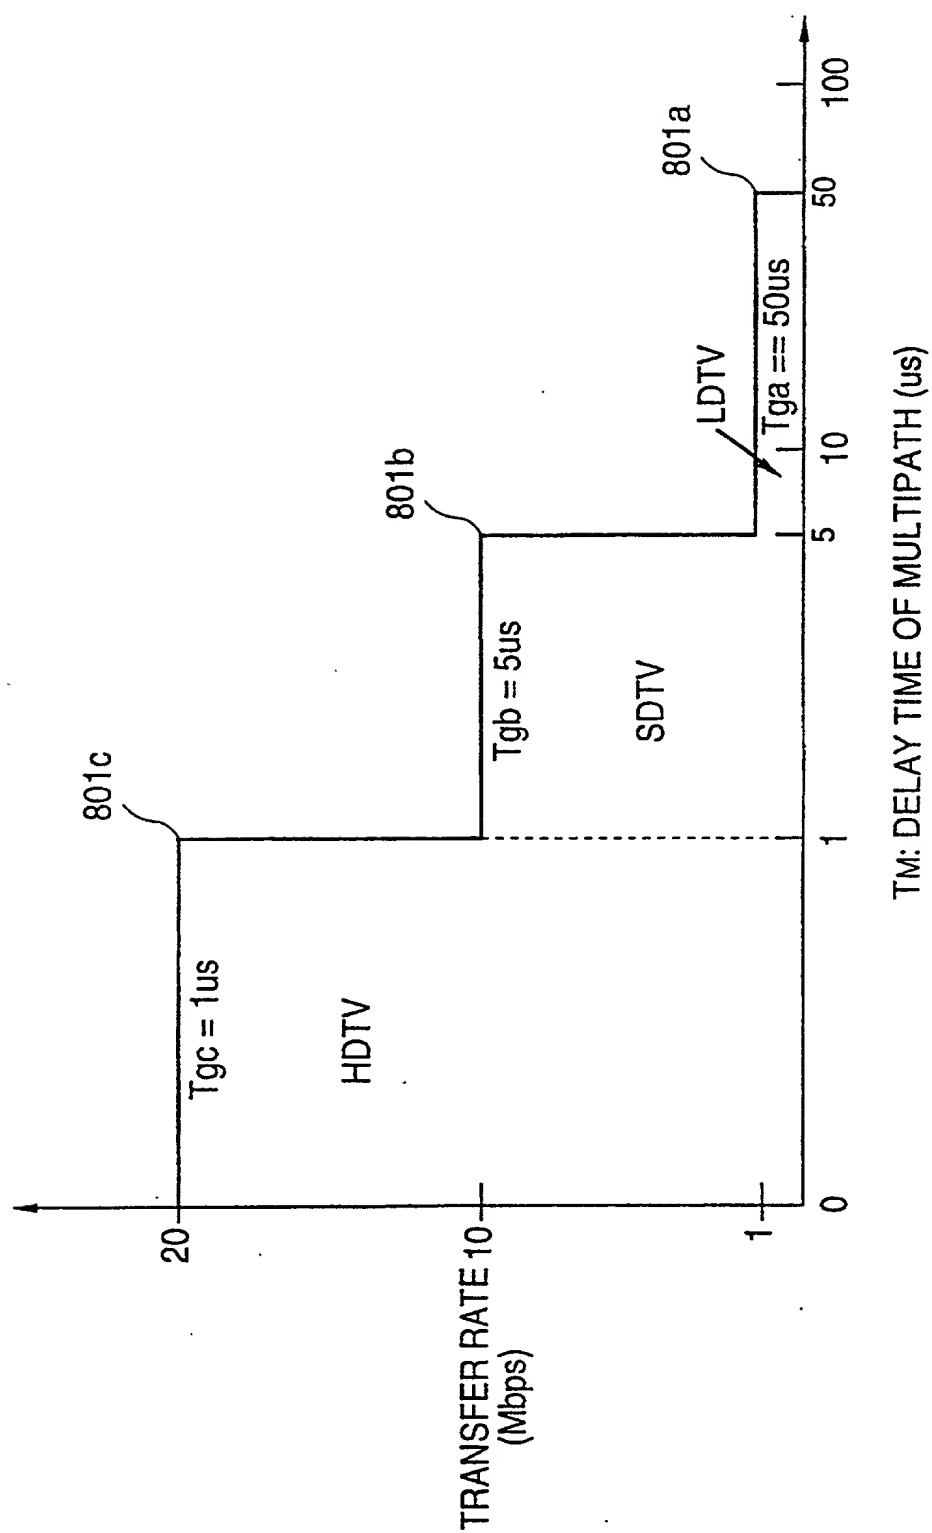 TRANSFER RATE
(Mbps)
20
10
1
801c
Tgc = 1us
HDTV
801b
Tgb = 5us
SDTV
801a
LDTV
Tga == 50us
0
1
5
10
50
100
TM: DELAY TIME OF MULTIPATH (us)